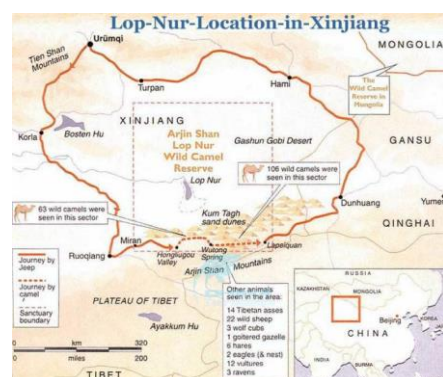 Lop-Nur-Location-in-Xinjiang
Ürümqi
MONGOLIA
Tien Shan
Mountains
Turpan
Hami
The
Wild Camel
Reserve in
Mongolia
XINJIANG
Bosten Hu
Korla
Arjin Shan
Lop Nur
Wild Camel
Reserve
Gashun Gobi Desert
GANSU
Lop Nur
106 wild camels were
seen in this sector
63 wild camels were
seen in this sector
Kum Tagh
sand dunes
Dunhuang
Yumen
QINGHAI
Miran
Ruoqiang
Hongliugou
Valley
Wutong
Spring
Lapeiquan
Arjin Shan Mountains
Journey by
Jeep
Journey by
camel
Sanctuary
boundary
PLATEAU OF TIBET
Ayakkum Hu
Other animals
seen in the area:
14 Tibetan asses
22 wild sheep
3 wolf cubs
1 goitered gazelle
6 hares
2 eagles (& nest)
12 vultures
3 ravens
0 km 320
0 miles 200
TIBET
RUSSIA
KAZAKHSTAN
MONGOLIA
Beijing
CHINA
INDIA
BURMA